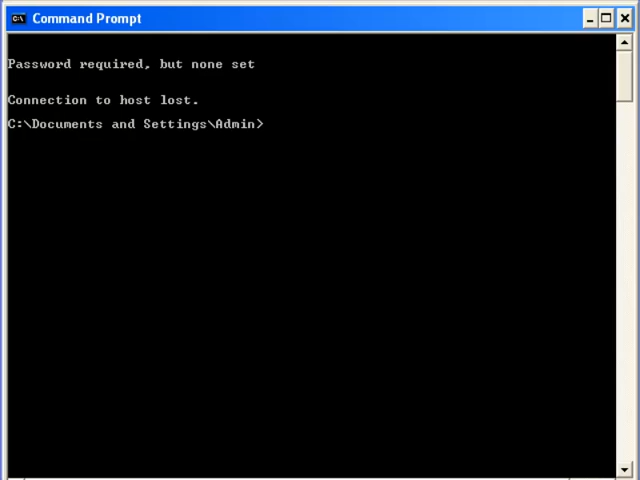 Command Prompt
Password required, but none set
Connection to host lost.
C:\Documents and Settings\Admin>